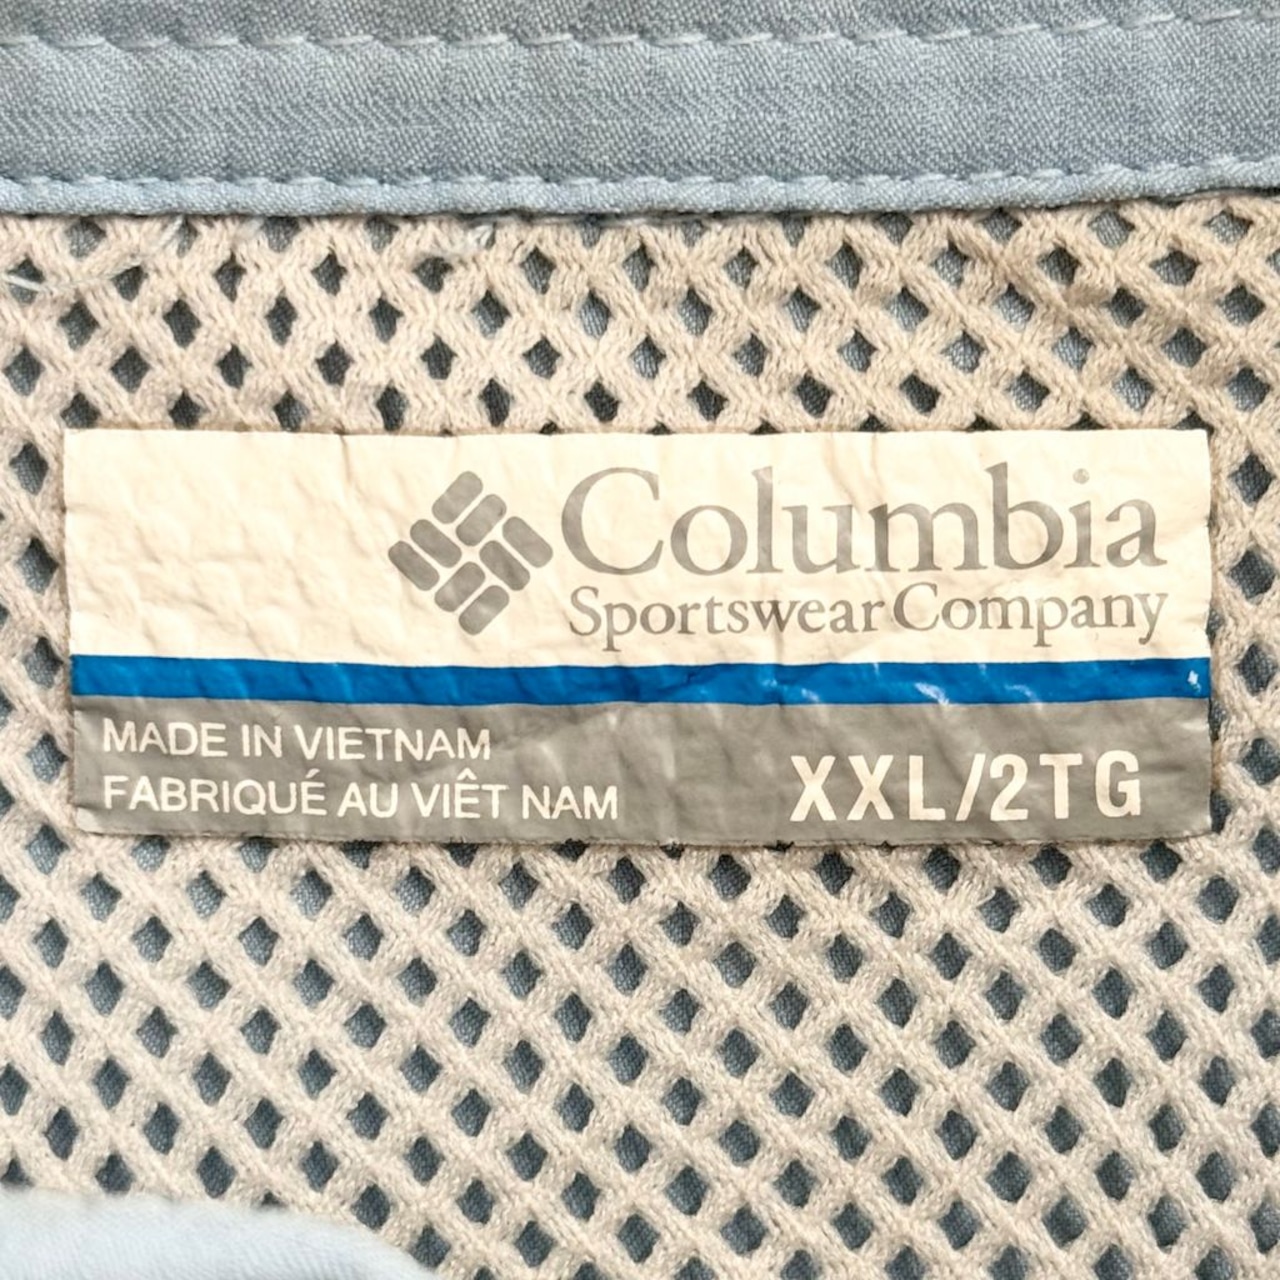 Columbia
Sportswear Company
MADE IN VIETNAM
FABRIQUÉ AU VIÊT NAM
XXL/2TG